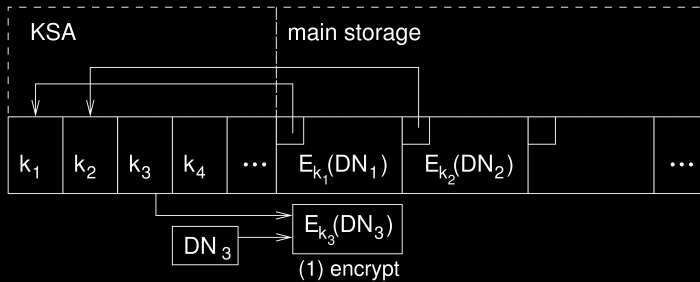 KSA main storage
k1 k2 k3 k4 ... Ek1(DN1) Ek2(DN2) ...
DN3 Ek3(DN3)
(1) encrypt